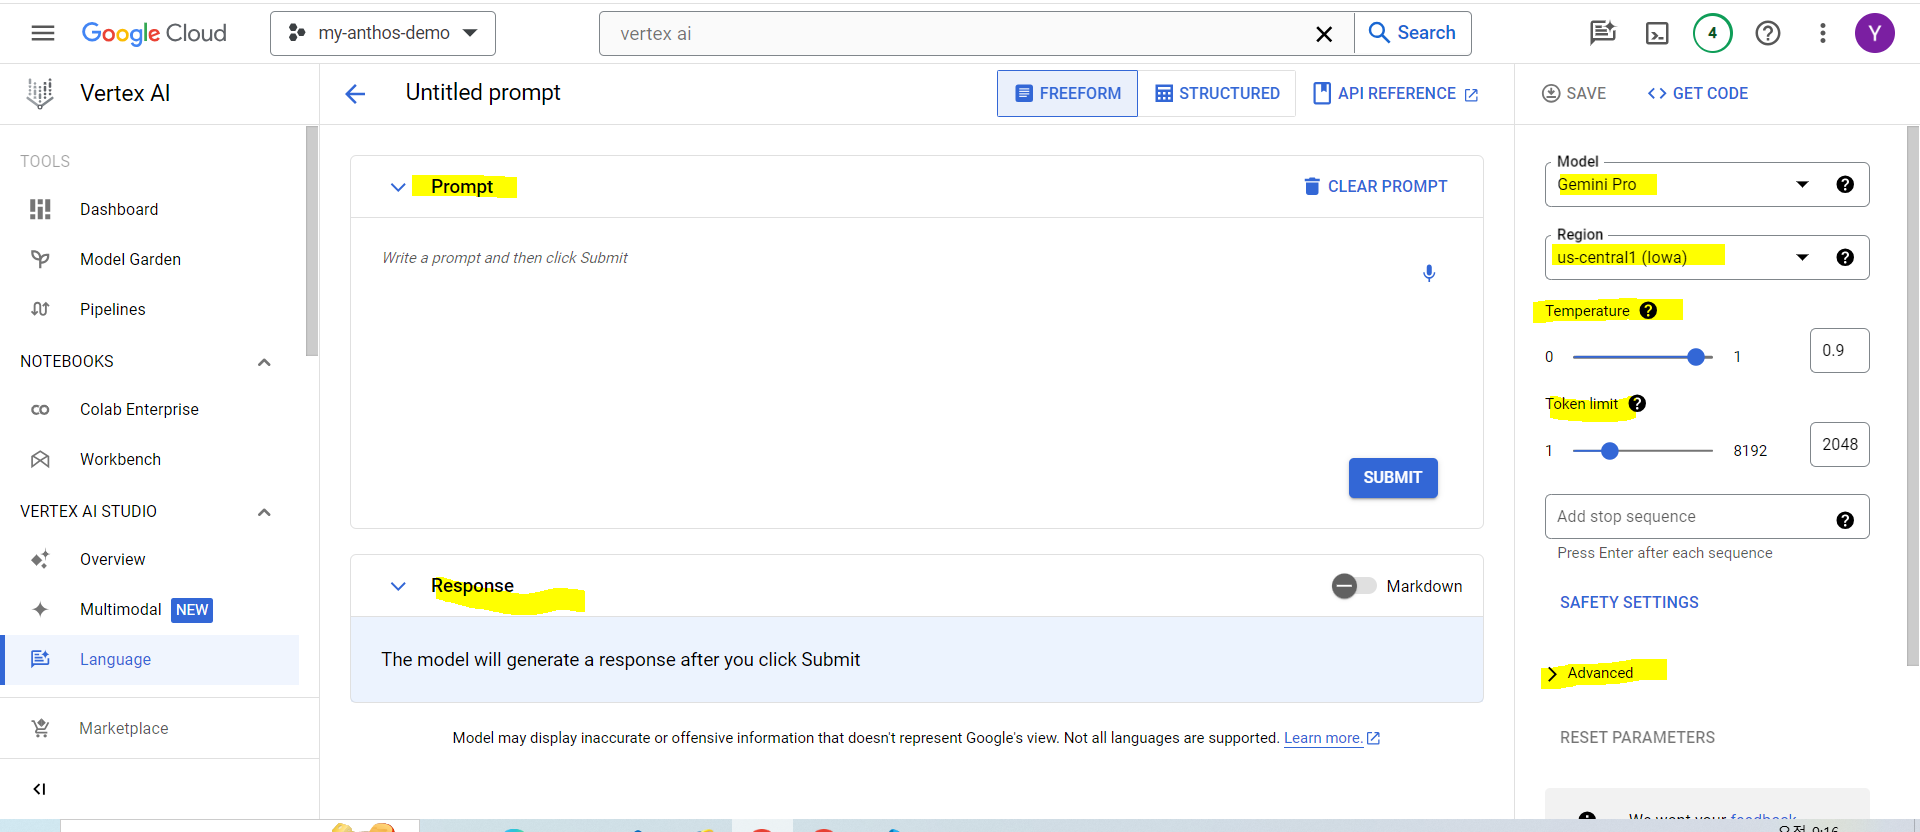 Google Cloud
my-anthos-demo
vertex ai
Search
4
Y
Vertex AI
Untitled prompt
FREEFORM
STRUCTURED
API REFERENCE
SAVE
GET CODE
TOOLS
Dashboard
Model Garden
Pipelines
NOTEBOOKS
Colab Enterprise
Workbench
VERTEX AI STUDIO
Overview
Multimodal NEW
Language
Marketplace
Prompt
CLEAR PROMPT
Write a prompt and then click Submit
SUBMIT
Response
Markdown
The model will generate a response after you click Submit
Model may display inaccurate or offensive information that doesn't represent Google's view. Not all languages are supported. Learn more.
Model
Gemini Pro
Region
us-central1 (Iowa)
Temperature
0
1
0.9
Token limit
1
8192
2048
Add stop sequence
Press Enter after each sequence
SAFETY SETTINGS
Advanced
RESET PARAMETERS
We want your feedback